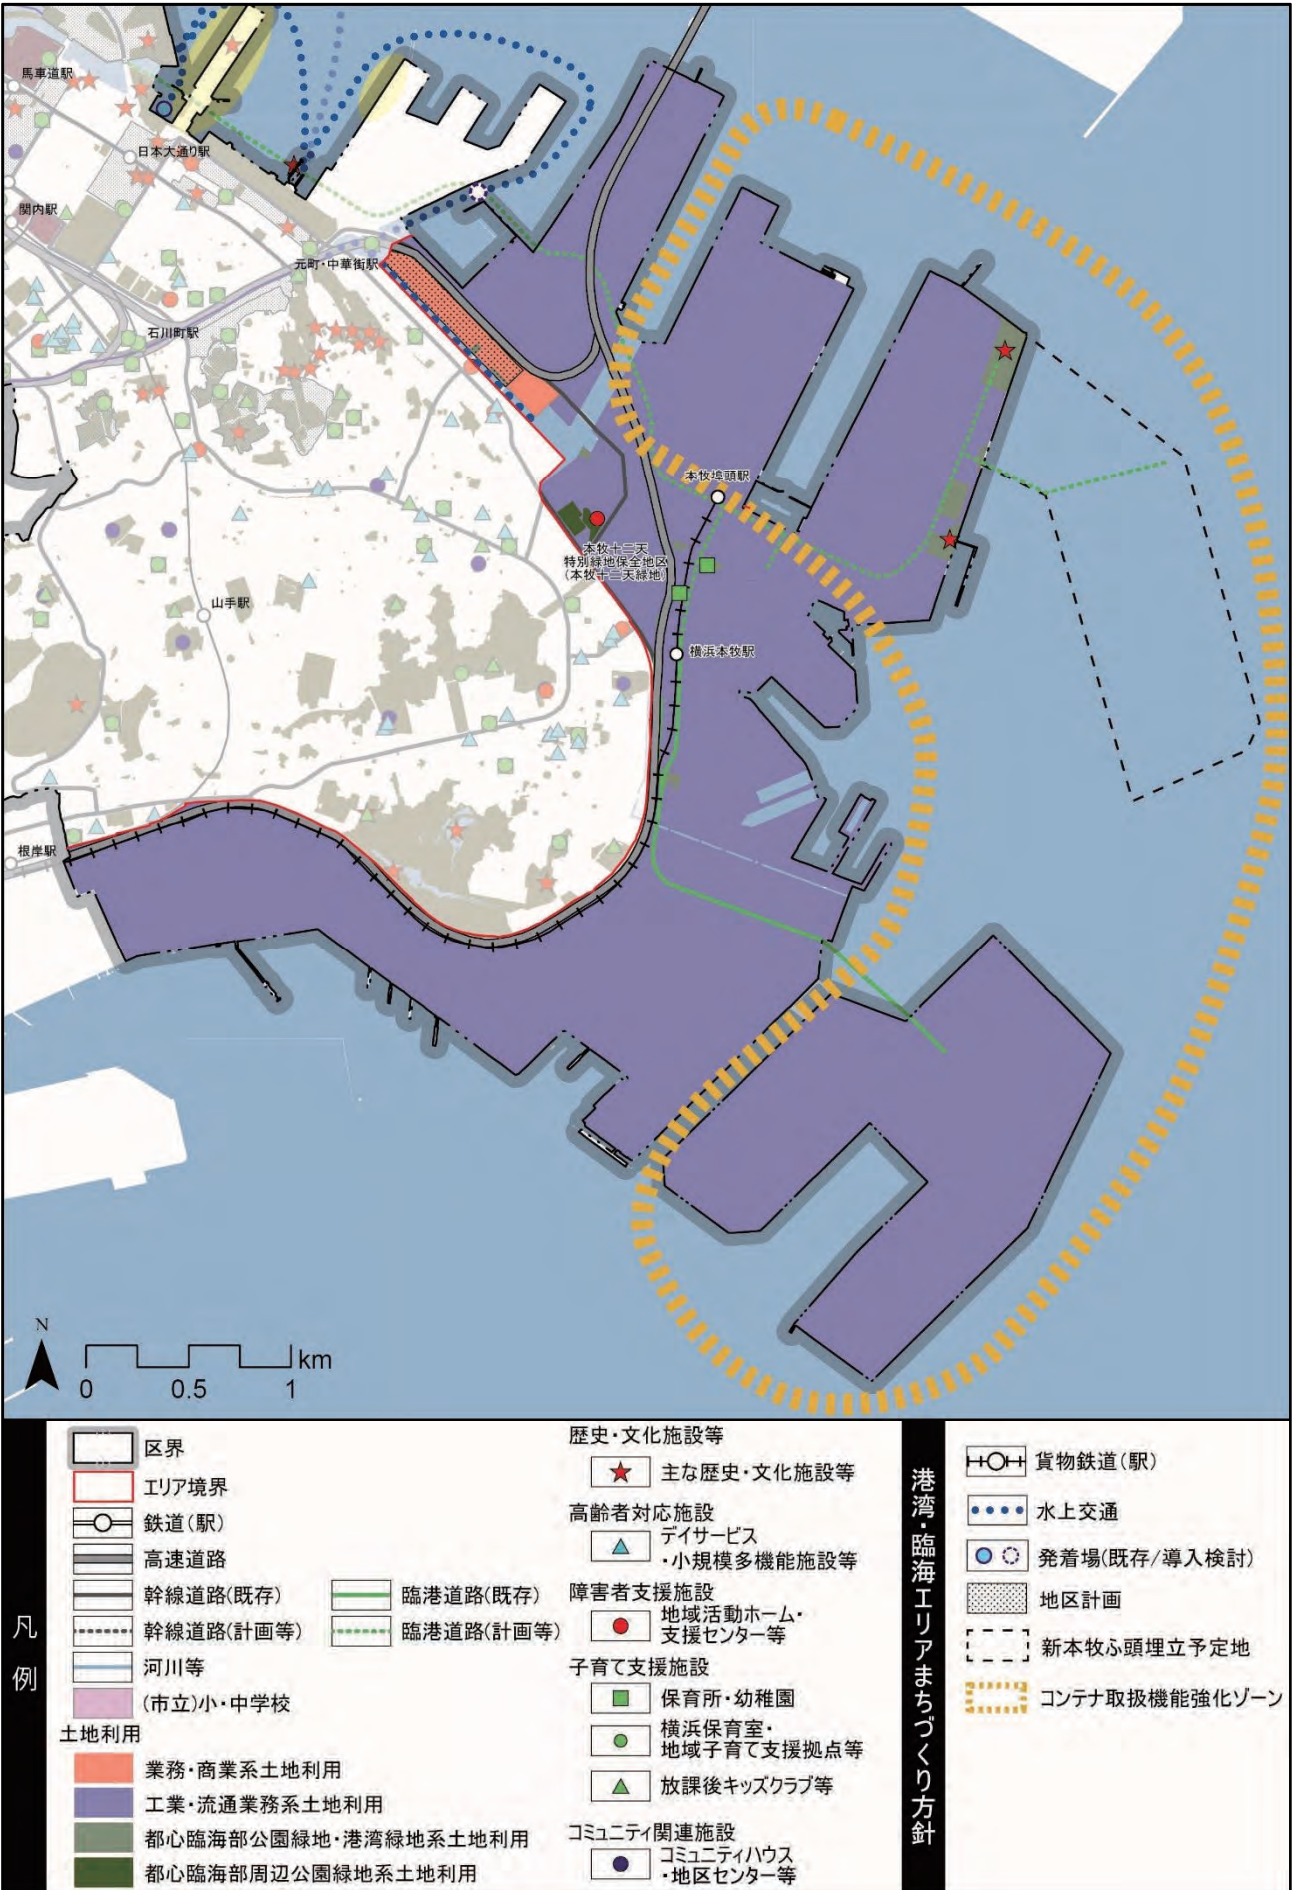 馬車道駅
日本大通り駅
関内駅
元町・中華街駅
石川町駅
本牧埠頭駅
本牧十二天
特別緑地保全地区
(本牧十二天緑地)
山手駅
横浜本牧駅
根岸駅
N
km
0 0.5 1
凡例
区界
エリア境界
鉄道(駅)
高速道路
幹線道路(既存)
臨港道路(既存)
幹線道路(計画等)
臨港道路(計画等)
河川等
(市立)小・中学校
土地利用
業務・商業系土地利用
工業・流通業務系土地利用
都心臨海部公園緑地・港湾緑地系土地利用
都心臨海部周辺公園緑地系土地利用
歴史・文化施設等
主な歴史・文化施設等
高齢者対応施設
デイサービス
・小規模多機能施設等
障害者支援施設
地域活動ホーム・
支援センター等
子育て支援施設
保育所・幼稚園
横浜保育室・
地域子育て支援拠点等
放課後キッズクラブ等
コミュニティ関連施設
コミュニティハウス
・地区センター等
港湾・臨海エリアまちづくり方針
貨物鉄道(駅)
水上交通
発着場(既存/導入検討)
地区計画
新本牧ふ頭埋立予定地
コンテナ取扱機能強化ゾーン